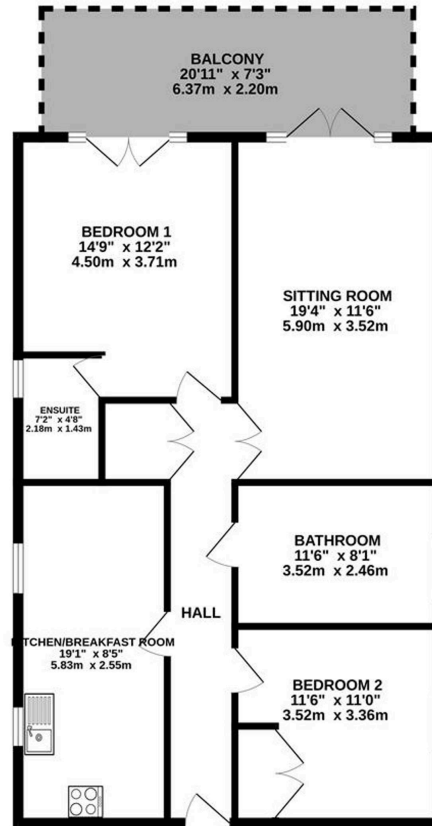 BALCONY
20'11" x 7'3"
6.37m x 2.20m
BEDROOM 1
14'9" x 12'2"
4.50m x 3.71m
SITTING ROOM
19'4" x 11'6"
5.90m x 3.52m
ENSUITE
7'2" x 4'8"
2.18m x 1.43m
BATHROOM
11'6" x 8'1"
3.52m x 2.46m
HALL
KITCHEN/BREAKFAST ROOM
19'1" x 8'5"
5.83m x 2.55m
BEDROOM 2
11'6" x 11'0"
3.52m x 3.36m